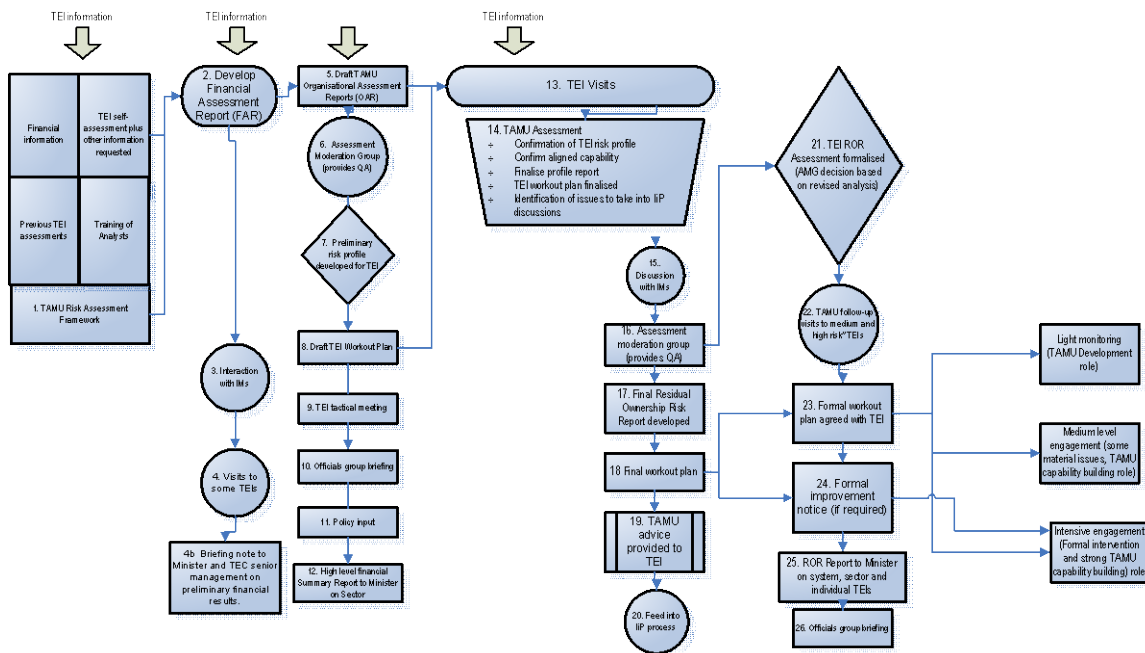 TEI information
TEI information
TEI information
TEI information
Financial
information
TEI self-
assessment plus
other information
requested
Previous TEI
assessments
Training of
Analysts
1. TAMU Risk Assessment
Framework
2. Develop
Financial
Assessment
Report (FAR)
3. Interaction
with IMs
4. Visits to
some TEIs
4b Briefing note to
Minister and TEC senior
management on
preliminary financial
results.
5. Draft TAMU
Organisational Assessment
Reports (OAR)
6. Assessment
Moderation Group
(provides QA)
7. Preliminary
risk profile
developed for TEI
8. Draft TEI Workout Plan
9. TEI tactical meeting
10. Officials group briefing
11. Policy input
12. High level financial
Summary Report to Minister
on Sector
13. TEI Visits
14. TAMU Assessment
÷ Confirmation of TEI risk profile
÷ Confirm aligned capability
÷ Finalise profile report
÷ TEI workout plan finalised
÷ Identification of issues to take into IiP
discussions
15..
Discussion
with IMs
16. Assessment
moderation group
(provides QA)
17. Final Residual
Ownership Risk
Report developed
18 Final workout plan
19. TAMU
advice
provided to
TEI
20. Feed into
IiP process
21. TEI ROR
Assessment formalised
(AMG decision based
on revised analysis)
22. TAMU follow-up
visits to medium and
high risk" TEIs
23. Formal workout
plan agreed with TEI
24. Formal
improvement
notice (if required)
25. ROR Report to Minister
on system, sector and
individual TEIs
26. Officials group briefing
Light monitoring
(TAMU Development
role)
Medium level
engagement (some
material issues, TAMU
capability building role)
Intensive engagement
(Formal intervention
and strong TAMU
capability building) role